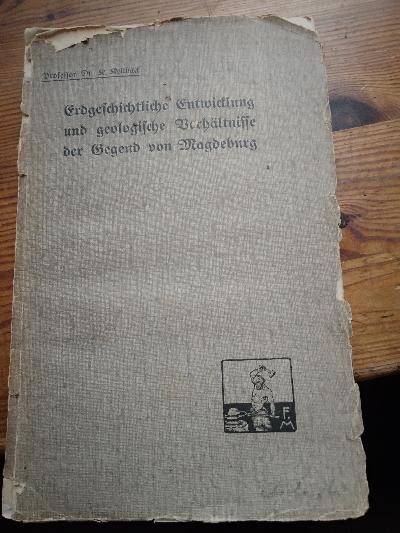 Professor Dr. K.
Erdgeschichtliche Entwicklung
und geologische Verhältnisse
der Gegend von Magdeburg
F
M